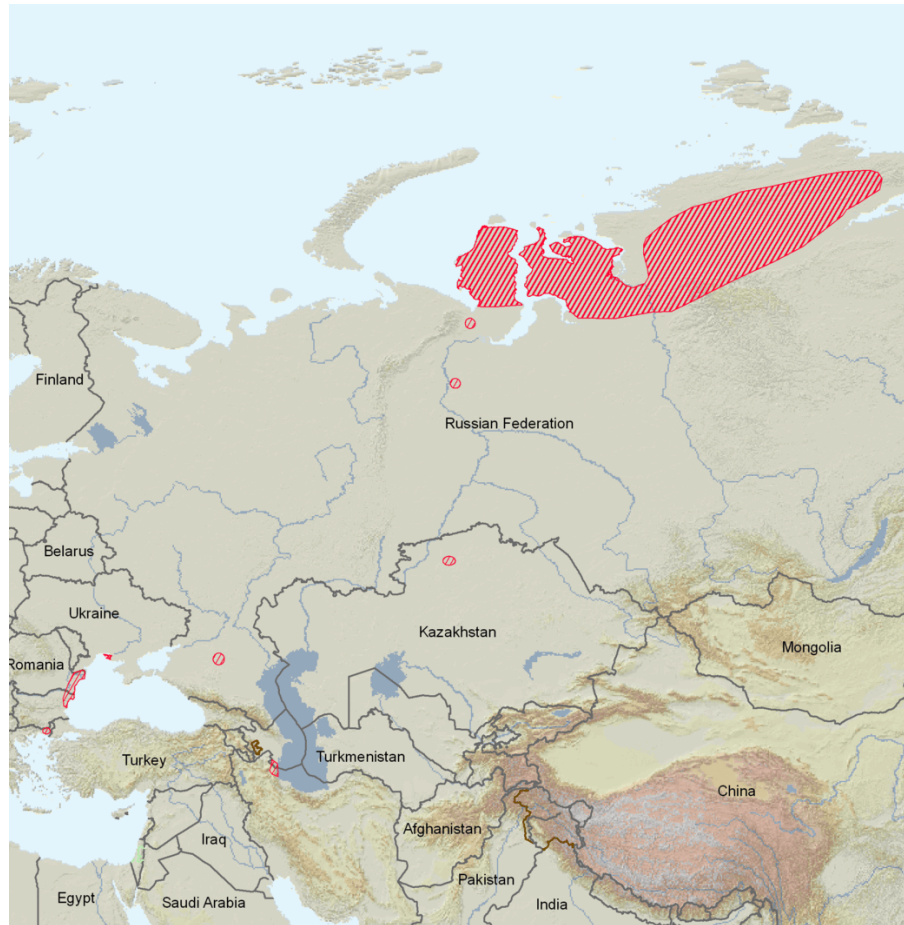 Finland
Russian Federation
Belarus
Ukraine
Kazakhstan
Mongolia
Romania
Turkey
Turkmenistan
China
Afghanistan
Iraq
Pakistan
Egypt
Saudi Arabia
India